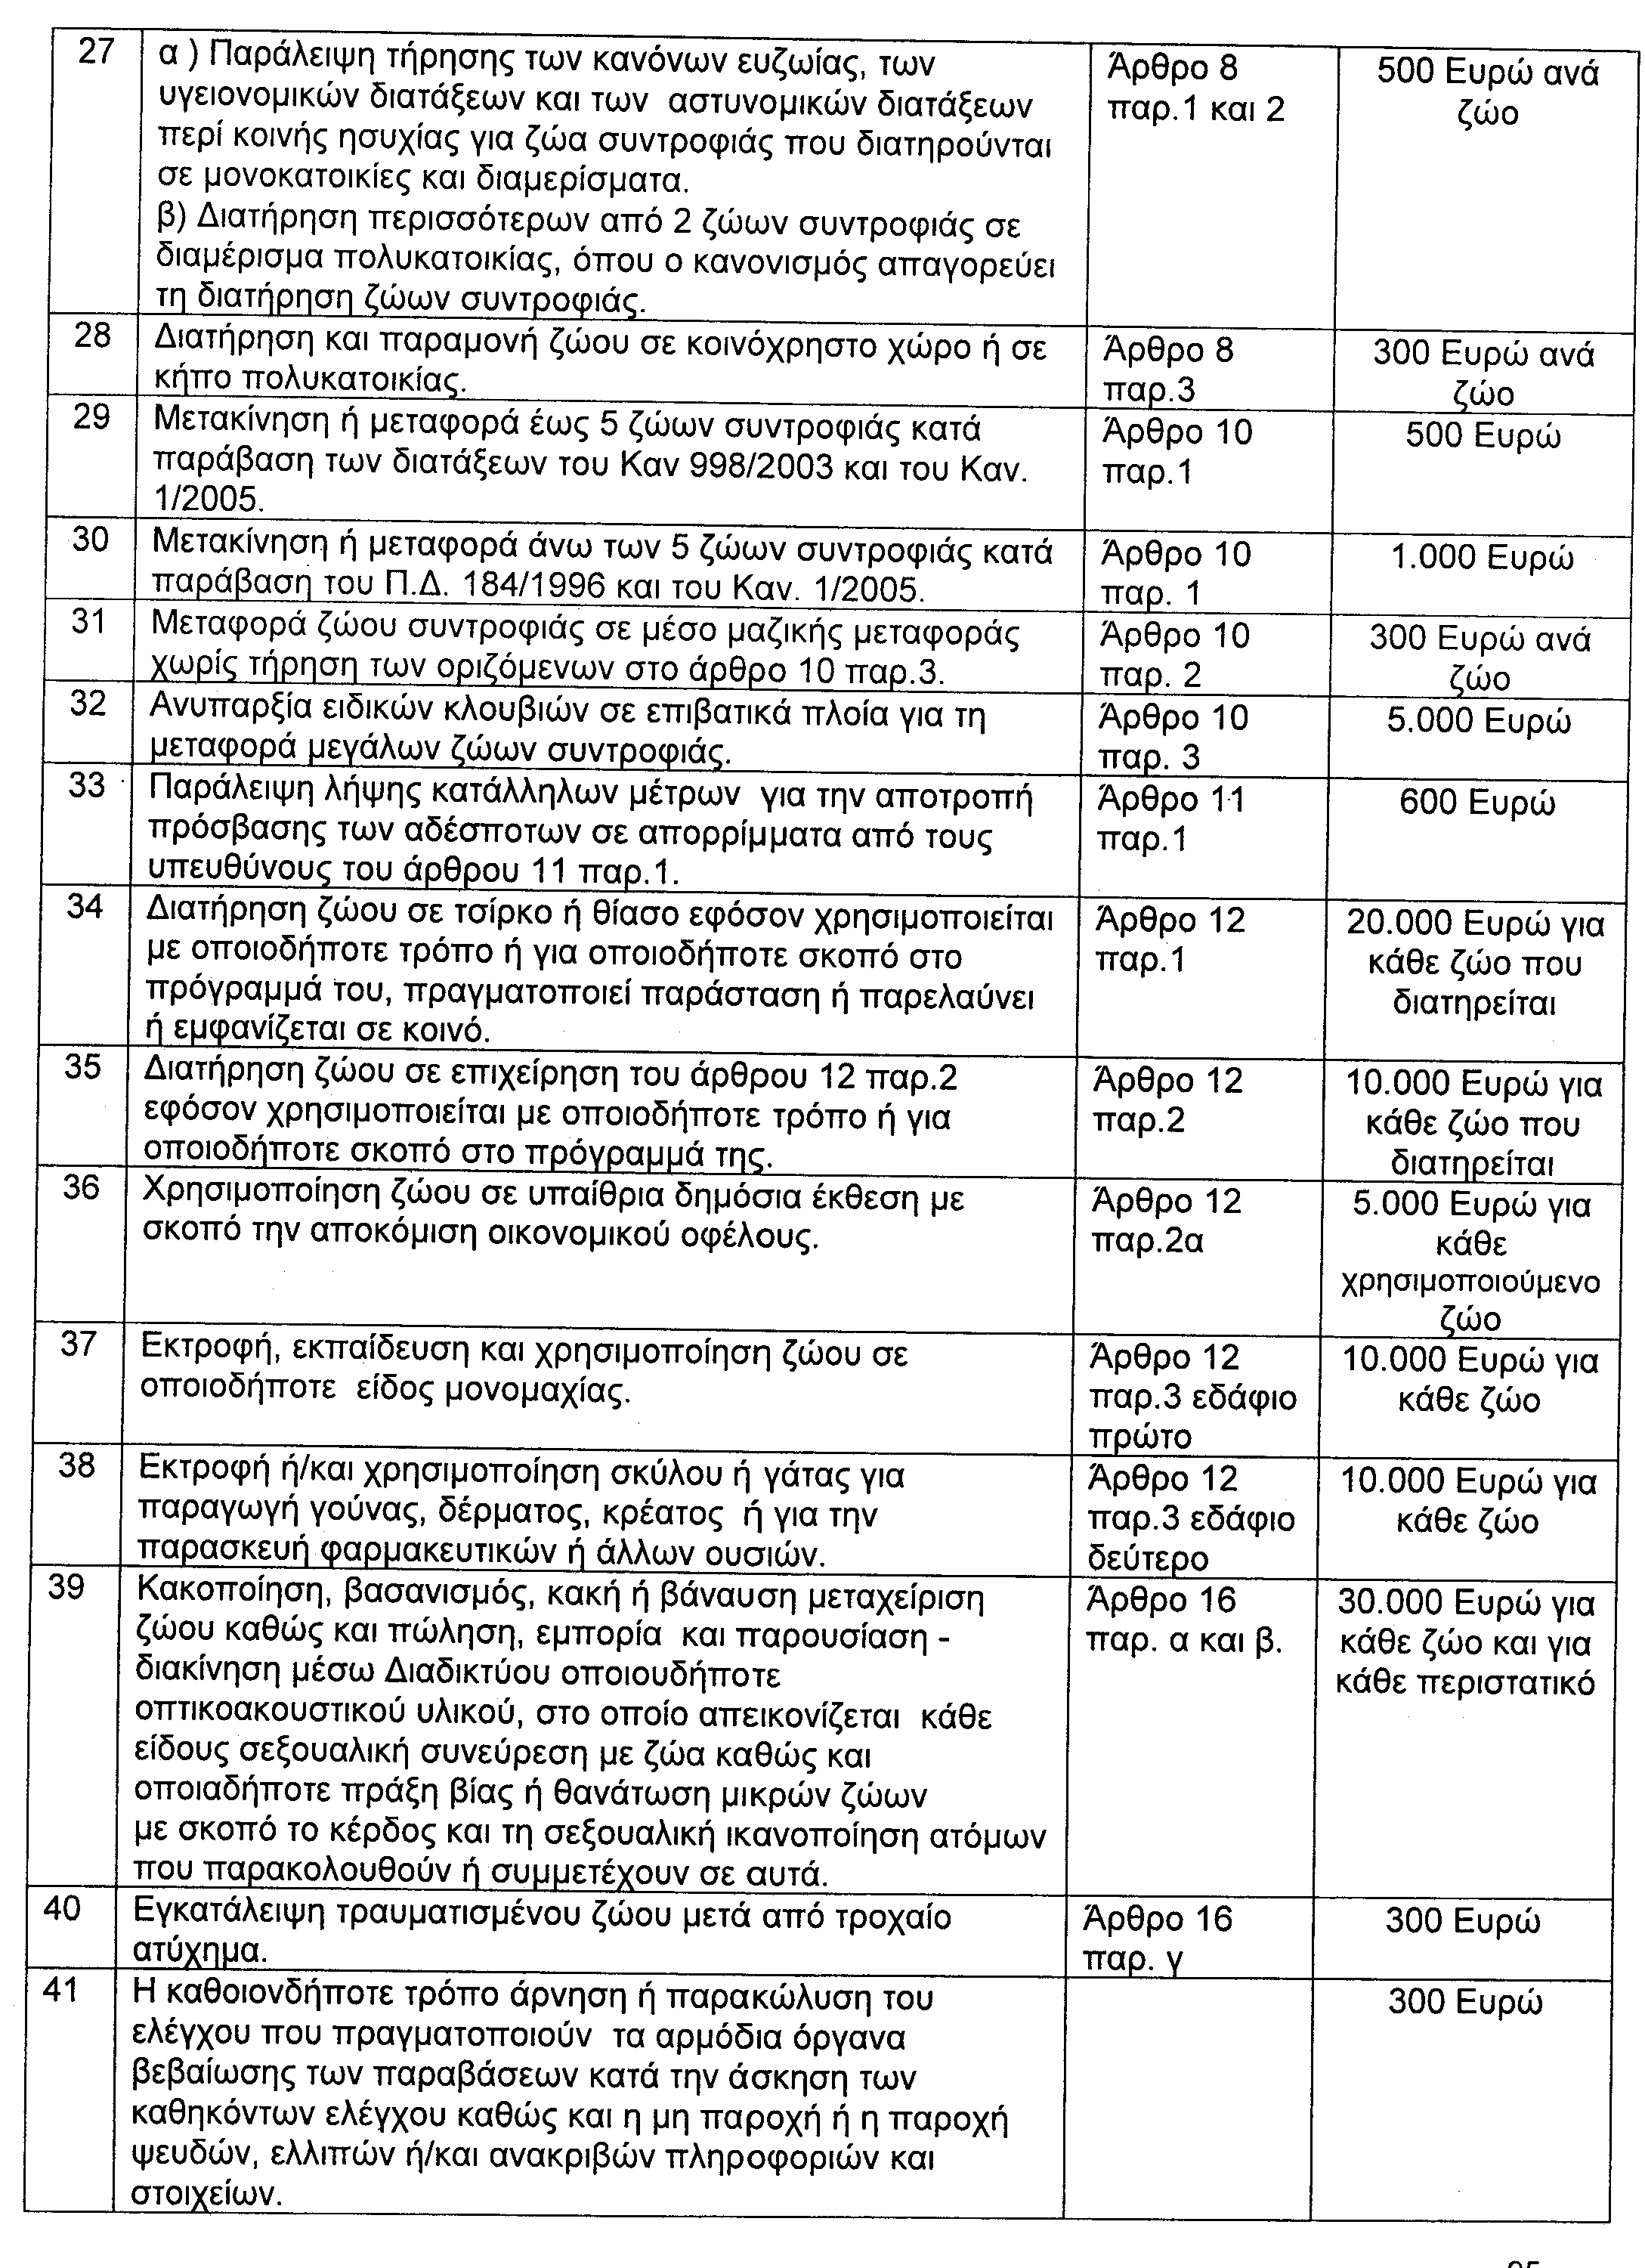 27
α ) Παράλειψη τήρησης των κανόνων ευζωίας, των
υγειονομικών διατάξεων και των αστυνομικών διατάξεων
περί κοινής ησυχίας για ζώα συντροφιάς που διατηρούνται
σε μονοκατοικίες και διαμερίσματα.
β) Διατήρηση περισσότερων από 2 ζώων συντροφιάς σε
διαμέρισμα πολυκατοικίας, όπου ο κανονισμός απαγορεύει
τη διατήρηση ζώων συντροφιάς.
Άρθρο 8
παρ.1 και 2
500 Ευρώ ανά
ζώο
28
Διατήρηση και παραμονή ζώου σε κοινόχρηστο χώρο ή σε
κήπο πολυκατοικίας.
Άρθρο 8
παρ.3
300 Ευρώ ανά
ζώο
29
Μετακίνηση ή μεταφορά έως 5 ζώων συντροφιάς κατά
παράβαση των διατάξεων του Καν 998/2003 και του Καν.
1/2005.
Άρθρο 10
παρ.1
500 Ευρώ
30
Μετακίνηση ή μεταφορά άνω των 5 ζώων συντροφιάς κατά
παράβαση του Π.Δ. 184/1996 και του Καν. 1/2005.
Άρθρο 10
παρ. 1
1.000 Ευρώ
31
Μεταφορά ζώου συντροφιάς σε μέσο μαζικής μεταφοράς
χωρίς τήρηση των οριζόμενων στο άρθρο 10 παρ.3.
Άρθρο 10
παρ. 2
300 Ευρώ ανά
ζώο
32
Ανυπαρξία ειδικών κλουβιών σε επιβατικά πλοία για τη
μεταφορά μεγάλων ζώων συντροφιάς.
Άρθρο 10
παρ. 3
5.000 Ευρώ
33
Παράλειψη λήψης κατάλληλων μέτρων για την αποτροπή
πρόσβασης των αδέσποτων σε απορρίμματα από τους
υπευθύνους του άρθρου 11 παρ.1.
Άρθρο 11
παρ.1
600 Ευρώ
34
Διατήρηση ζώου σε τσίρκο ή θίασο εφόσον χρησιμοποιείται
με οποιοδήποτε τρόπο ή για οποιοδήποτε σκοπό στο
πρόγραμμά του, πραγματοποιεί παράσταση ή παρελαύνει
ή εμφανίζεται σε κοινό.
Άρθρο 12
παρ.1
20.000 Ευρώ για
κάθε ζώο που
διατηρείται
35
Διατήρηση ζώου σε επιχείρηση του άρθρου 12 παρ.2
εφόσον χρησιμοποιείται με οποιοδήποτε τρόπο ή για
οποιοδήποτε σκοπό στο πρόγραμμά της.
Άρθρο 12
παρ.2
10.000 Ευρώ για
κάθε ζώο που
διατηρείται
36
Χρησιμοποίηση ζώου σε υπαίθρια δημόσια έκθεση με
σκοπό την αποκόμιση οικονομικού οφέλους.
Άρθρο 12
παρ.2α
5.000 Ευρώ για
κάθε
χρησιμοποιούμενο
ζώο
37
Εκτροφή, εκπαίδευση και χρησιμοποίηση ζώου σε
οποιοδήποτε είδος μονομαχίας.
Άρθρο 12
παρ.3 εδάφιο
πρώτο
10.000 Ευρώ για
κάθε ζώο
38
Εκτροφή ή/και χρησιμοποίηση σκύλου ή γάτας για
παραγωγή γούνας, δέρματος, κρέατος ή για την
παρασκευή φαρμακευτικών ή άλλων ουσιών.
Άρθρο 12
παρ.3 εδάφιο
δεύτερο
10.000 Ευρώ για
κάθε ζώο
39
Κακοποίηση, βασανισμός, κακή ή βάναυση μεταχείριση
ζώου καθώς και πώληση, εμπορία και παρουσίαση -
διακίνηση μέσω Διαδικτύου οποιουδήποτε
οπτικοακουστικού υλικού, στο οποίο απεικονίζεται κάθε
είδους σεξουαλική συνεύρεση με ζώα καθώς και
οποιαδήποτε πράξη βίας ή θανάτωση μικρών ζώων
με σκοπό το κέρδος και τη σεξουαλική ικανοποίηση ατόμων
που παρακολουθούν ή συμμετέχουν σε αυτά.
Άρθρο 16
παρ. α και β.
30.000 Ευρώ για
κάθε ζώο και για
κάθε περιστατικό
40
Εγκατάλειψη τραυματισμένου ζώου μετά από τροχαίο
ατύχημα.
Άρθρο 16
παρ. γ
300 Ευρώ
41
Η καθοιονδήποτε τρόπο άρνηση ή παρακώλυση του
ελέγχου που πραγματοποιούν τα αρμόδια όργανα
βεβαίωσης των παραβάσεων κατά την άσκηση των
καθηκόντων ελέγχου καθώς και η μη παροχή ή η παροχή
ψευδών, ελλιπών ή/και ανακριβών πληροφοριών και
στοιχείων.
300 Ευρώ